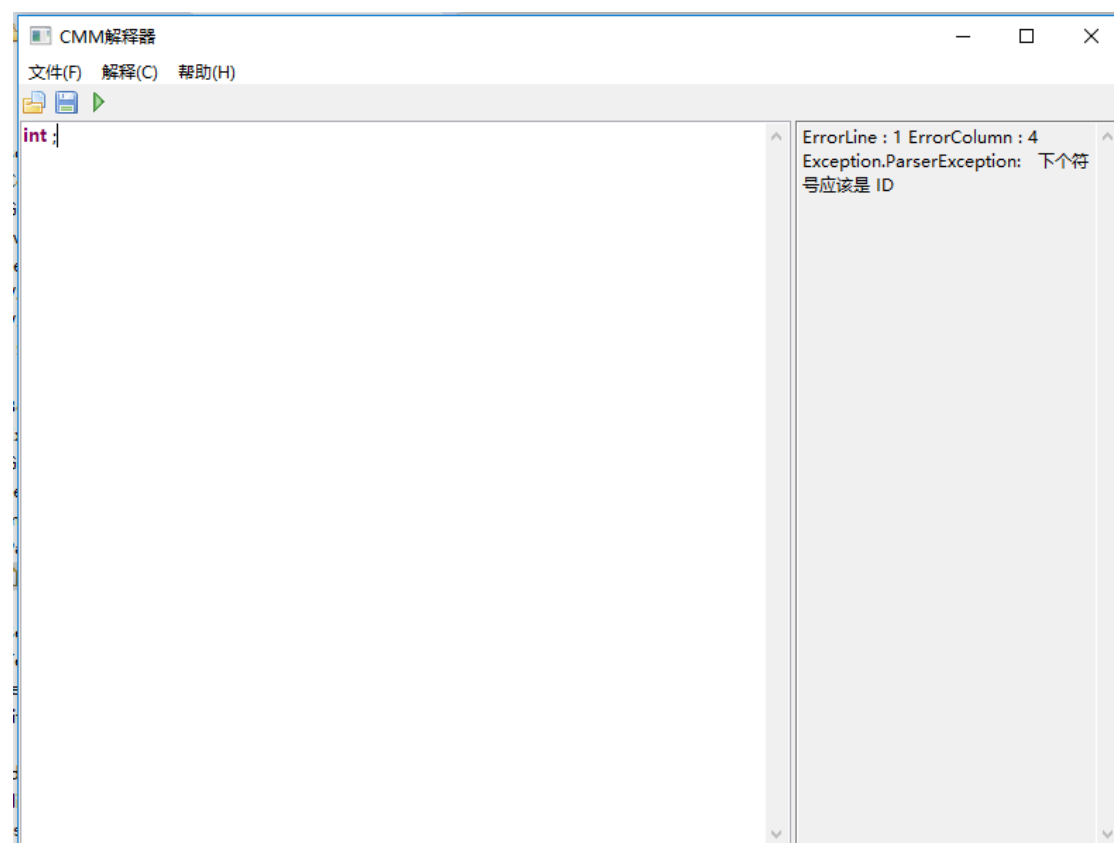 CMM解释器
文件(F) 解释(C) 帮助(H)
int ;
ErrorLine : 1 ErrorColumn : 4
Exception.ParserException: 下个符
号应该是 ID